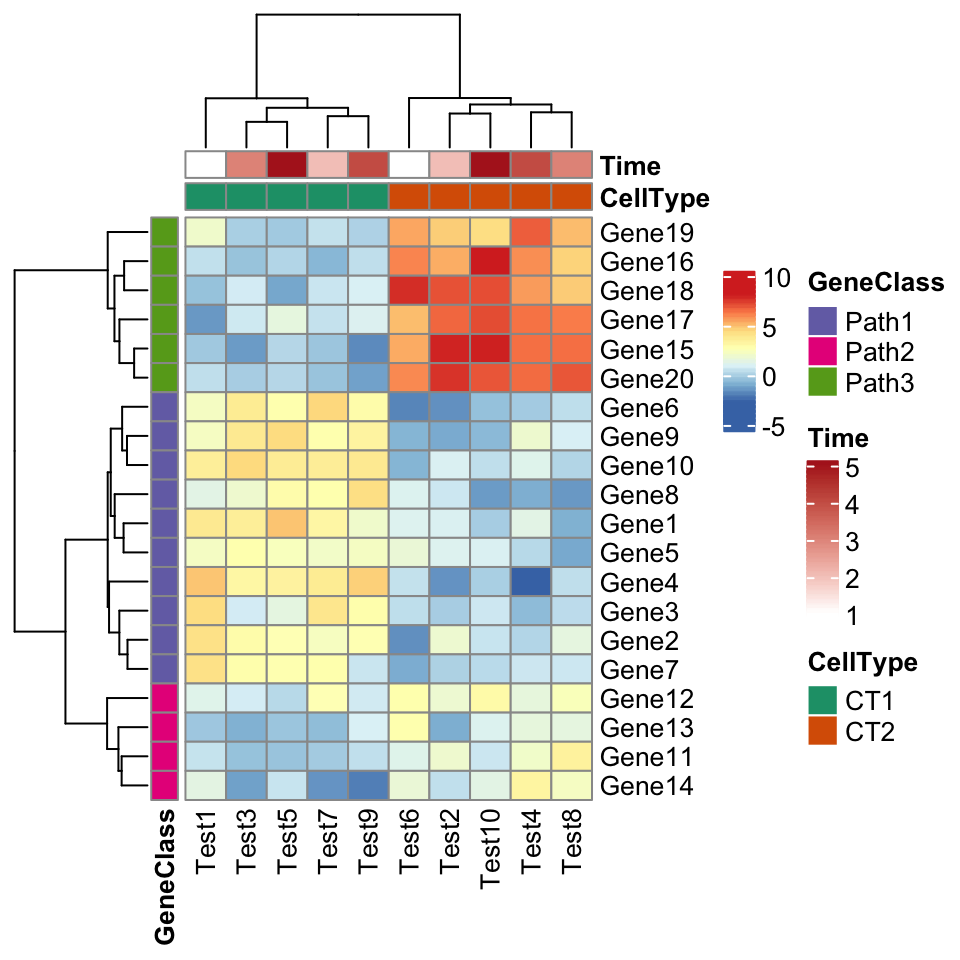 Time
CellType
Gene19
Gene16
Gene18
Gene17
Gene15
Gene20
Gene6
Gene9
Gene10
Gene8
Gene1
Gene5
Gene4
Gene3
Gene2
Gene7
Gene12
Gene13
Gene11
Gene14
GeneClass
Test1
Test3
Test5
Test7
Test9
Test6
Test2
Test10
Test4
Test8
10
5
0
-5
GeneClass
Path1
Path2
Path3
Time
5
4
3
2
1
CellType
CT1
CT2